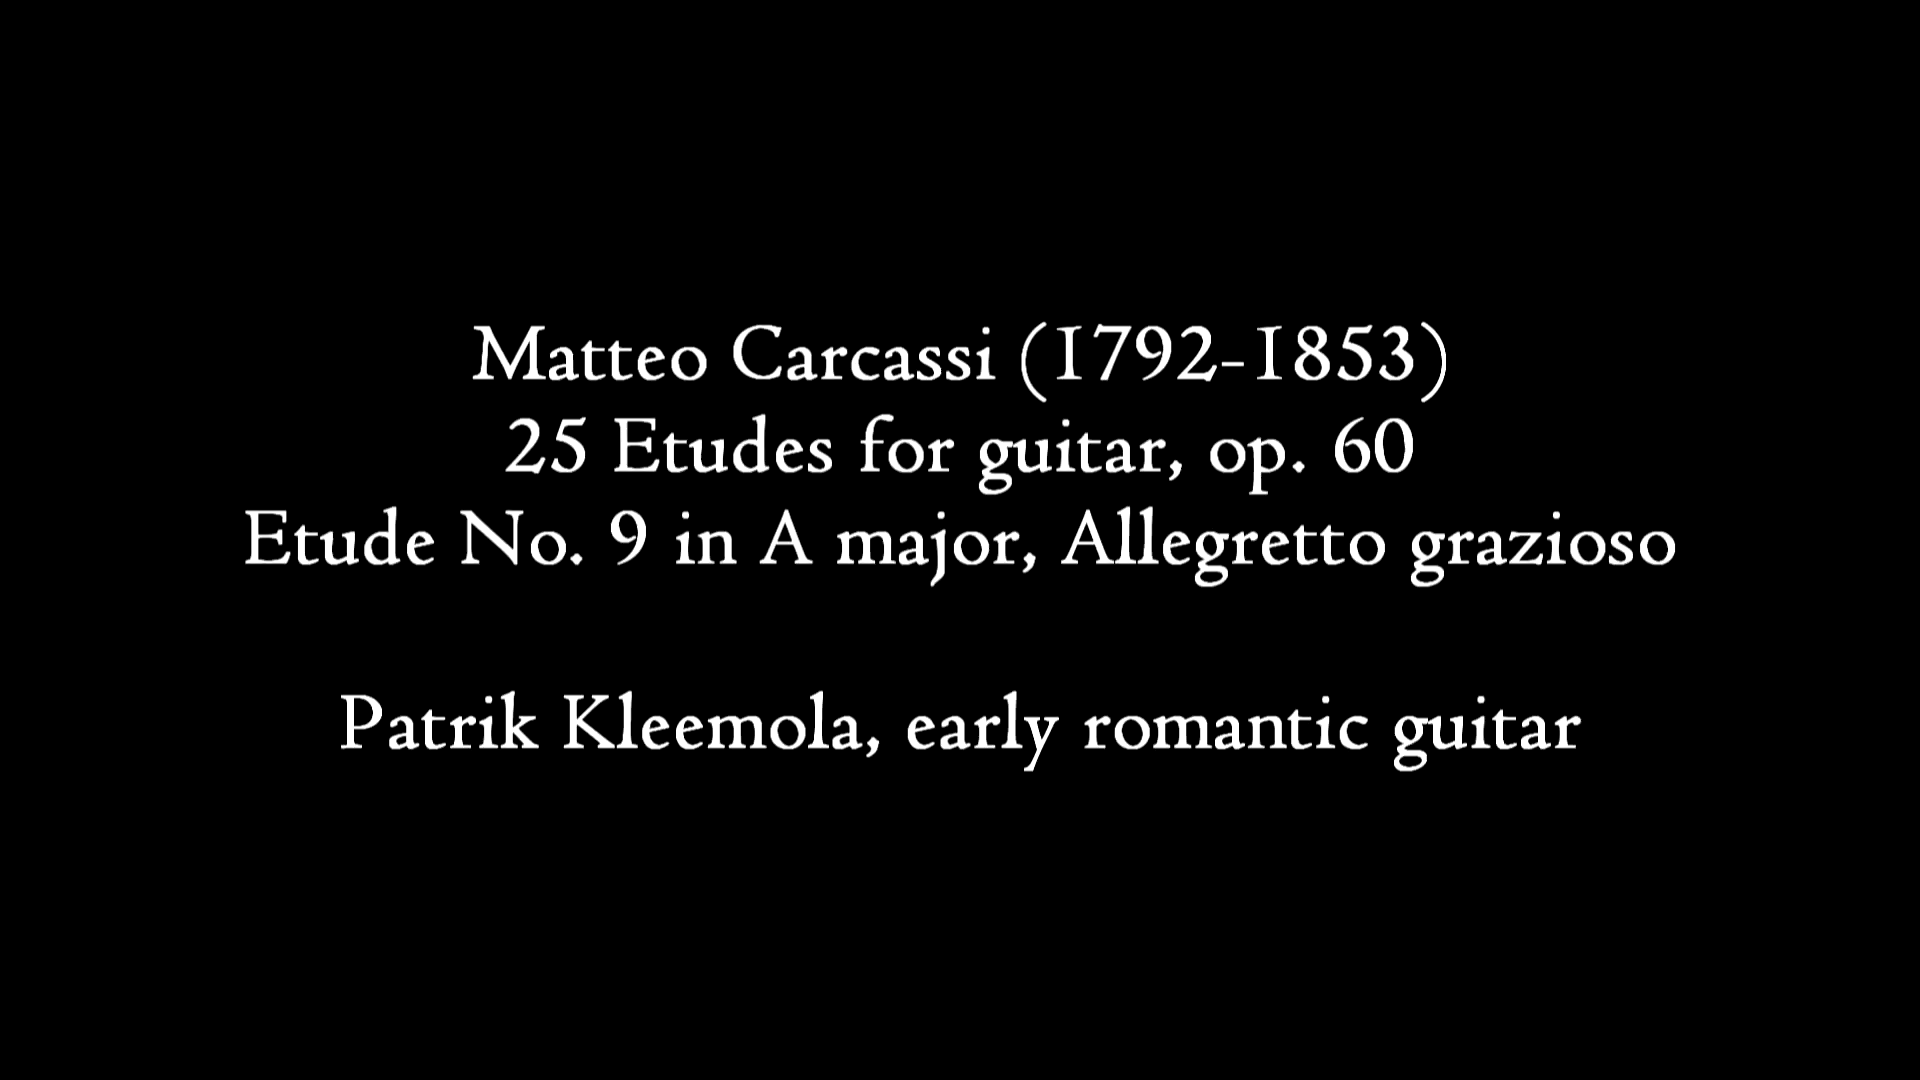 Matteo Carcassi (1792-1853)
25 Etudes for guitar, op. 60
Etude No. 9 in A major, Allegretto grazioso
Patrik Kleemola, early romantic guitar